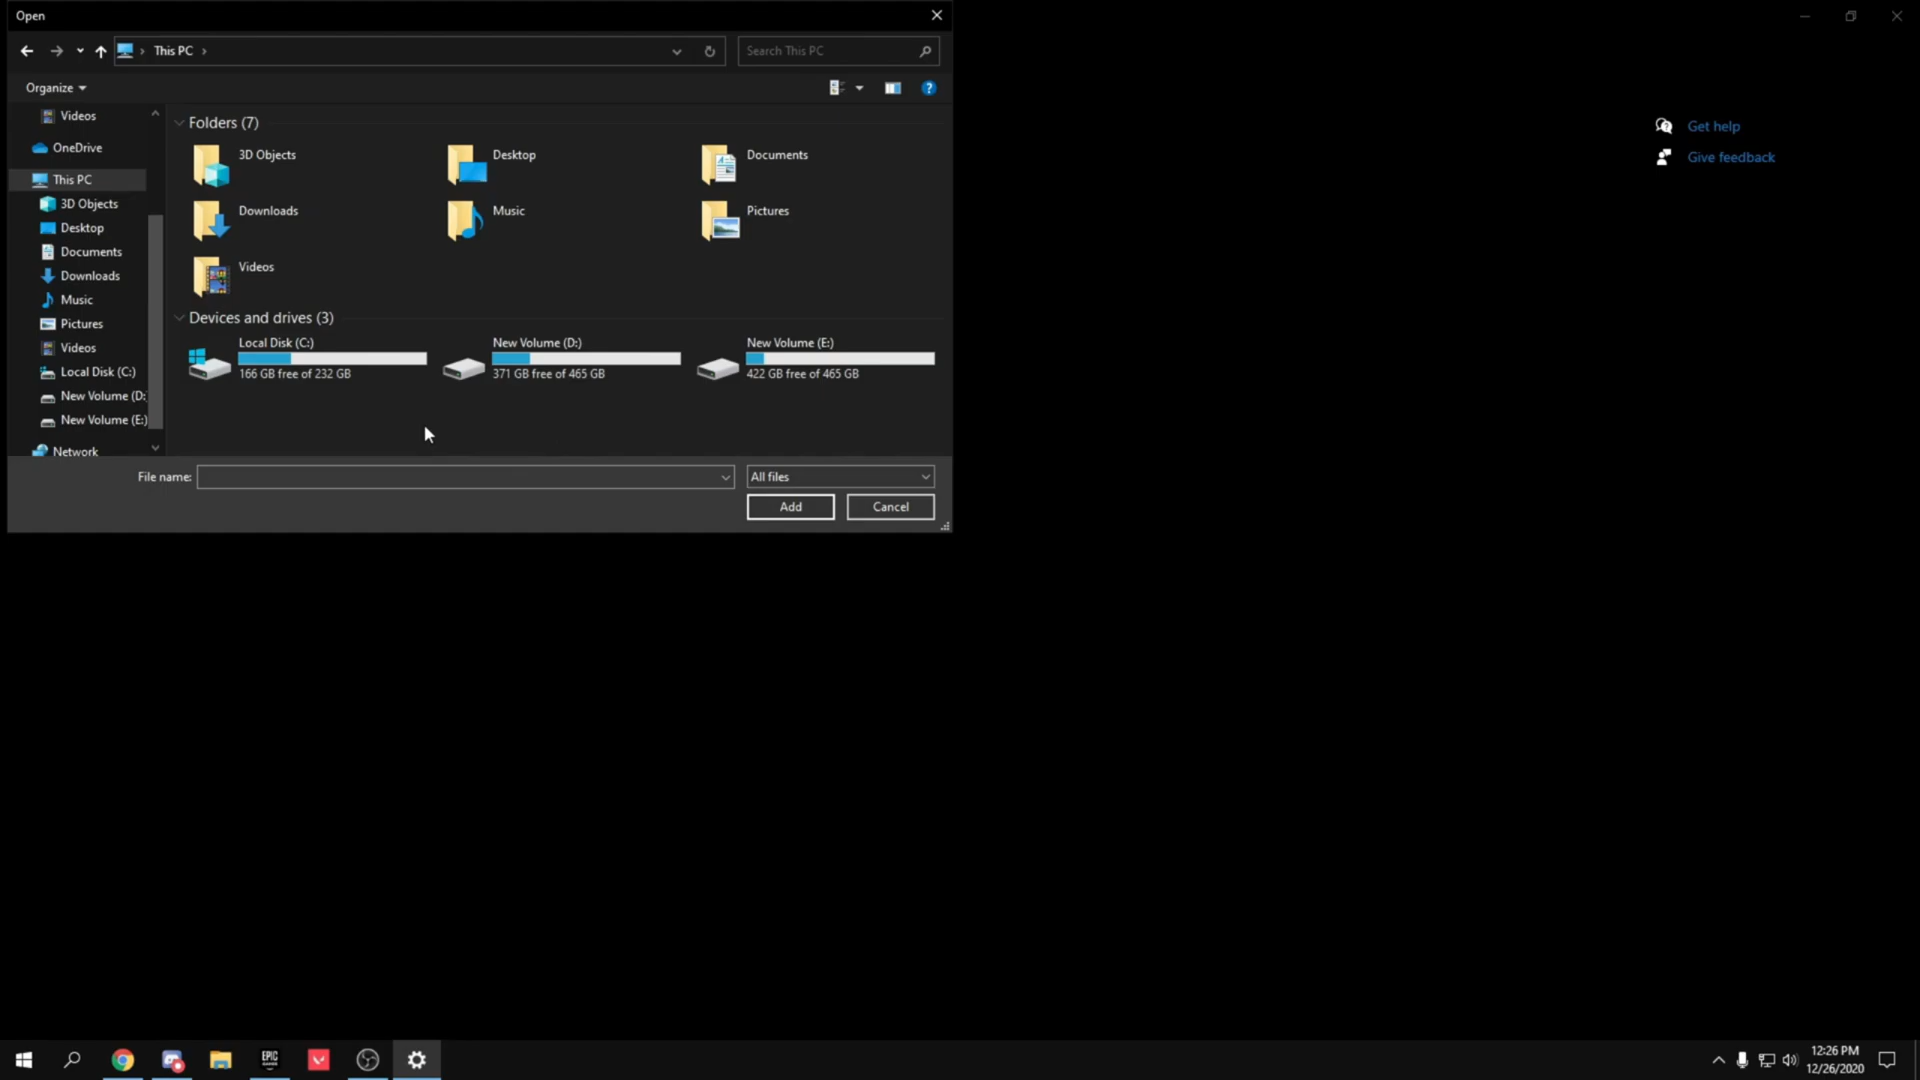 Open
This PC
Search This PC
Organize
Videos
OneDrive
This PC
3D Objects
Desktop
Documents
Downloads
Music
Pictures
Videos
Local Disk (C:)
New Volume (D:
New Volume (E:)
Network
Folders (7)
3D Objects
Desktop
Documents
Downloads
Music
Pictures
Videos
Devices and drives (3)
Local Disk (C:)
166 GB free of 232 GB
New Volume (D:)
371 GB free of 465 GB
New Volume (E:)
422 GB free of 465 GB
File name:
All files
Add
Cancel
Get help
Give feedback
EPIC
GAMES
12:26 PM
12/26/2020